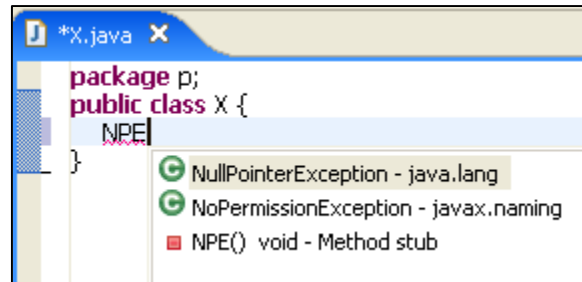 J *X.java
package p;
public class X {
NPE
}
NullPointerException - java.lang
NoPermissionException - javax.naming
NPE() void - Method stub